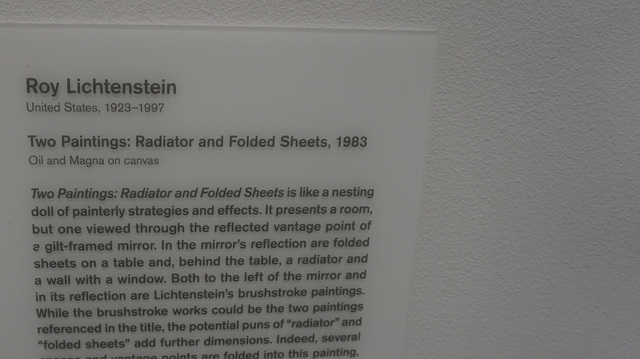 Roy Lichtenstein
United States, 1923–1997
Two Paintings: Radiator and Folded Sheets, 1983
Oil and Magna on canvas
Two Paintings: Radiator and Folded Sheets is like a nesting
doll of painterly strategies and effects. It presents a room,
but one viewed through the reflected vantage point of
a gilt-framed mirror. In the mirror's reflection are folded
sheets on a table and, behind the table, a radiator and
a wall with a window. Both to the left of the mirror and
in its reflection are Lichtenstein's brushstroke paintings.
While the brushstroke works could be the two paintings
referenced in the title, the potential puns of “radiator” and
“folded sheets” add further dimensions. Indeed, several
and vantage points are folded into this painting,